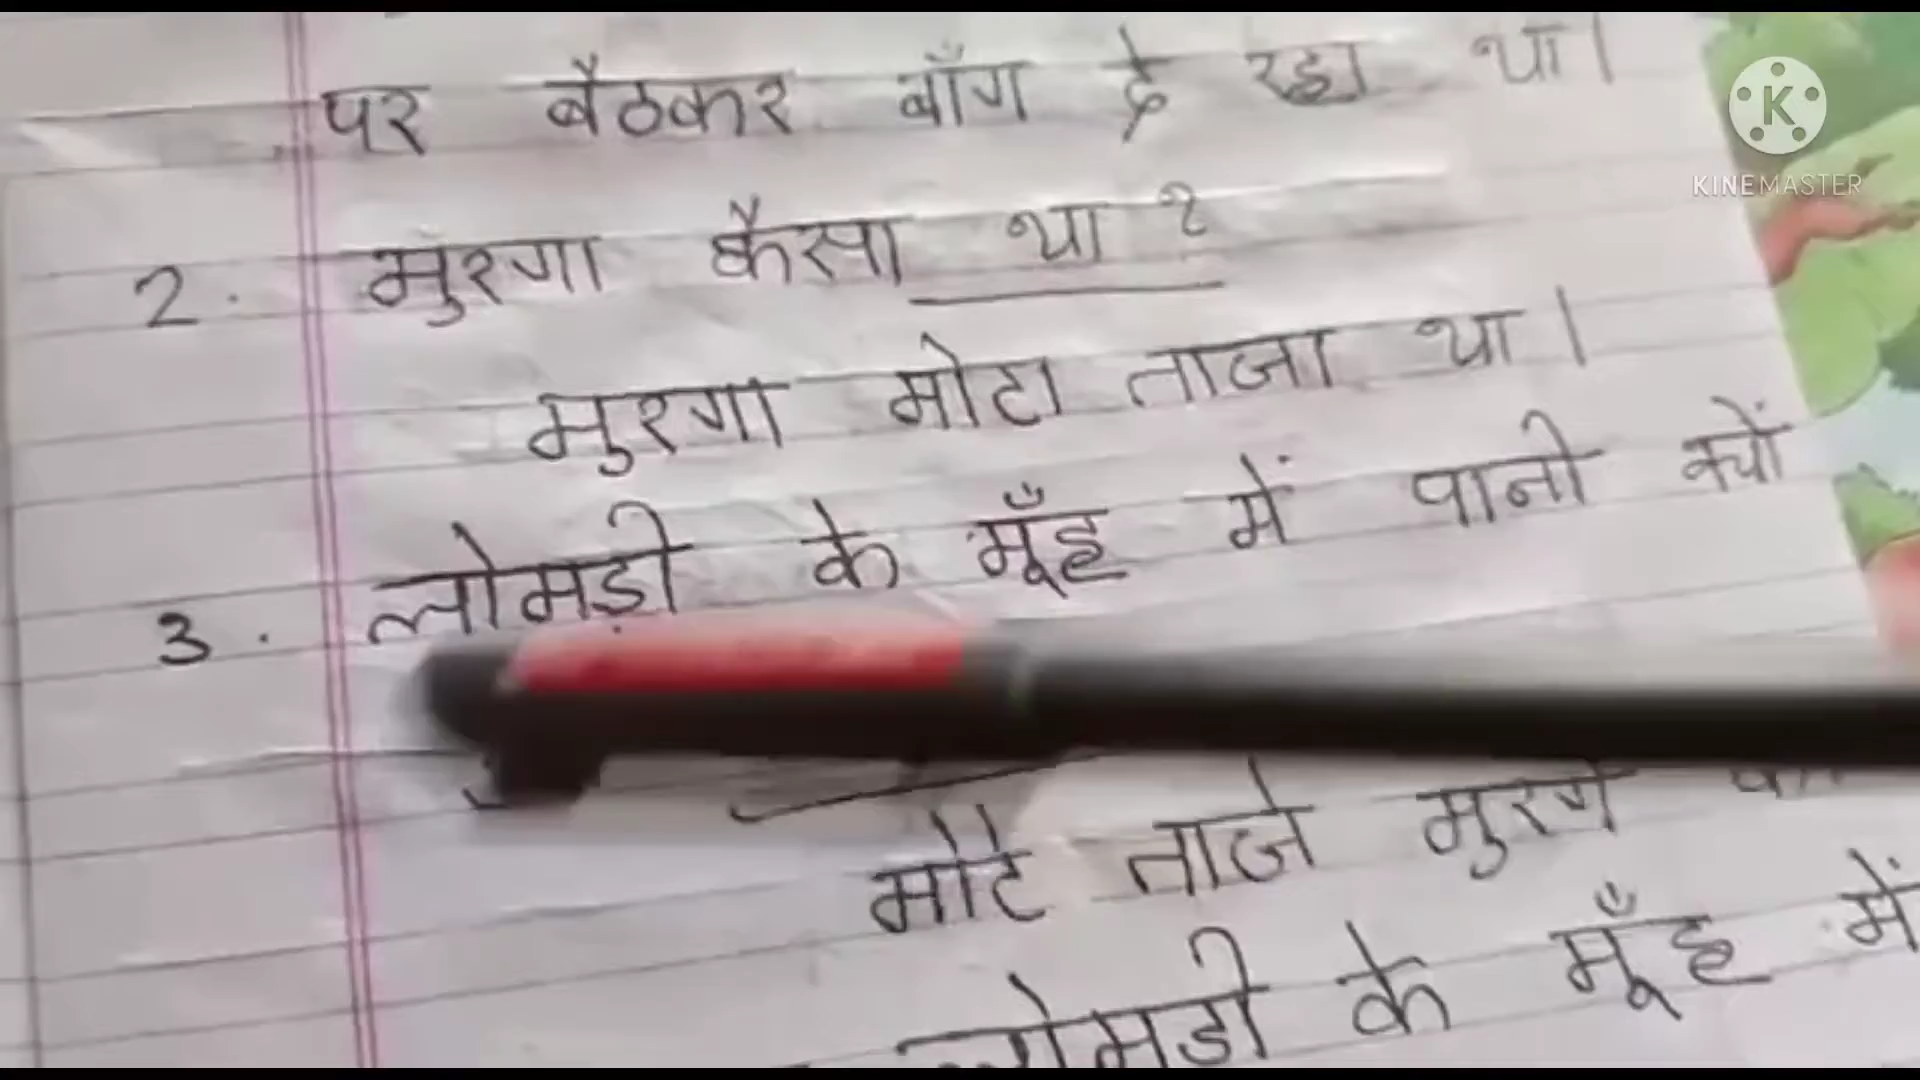 पर बैठकर बाँग दे रहा था।
KINEMASTER
2. मुरगा कैसा था ?
मुरगा मोटा ताजा था।
3. लोमड़ी के मूँह में पानी क्यों
मोटे ताजे मुरगे
लोमडी के मूँह में